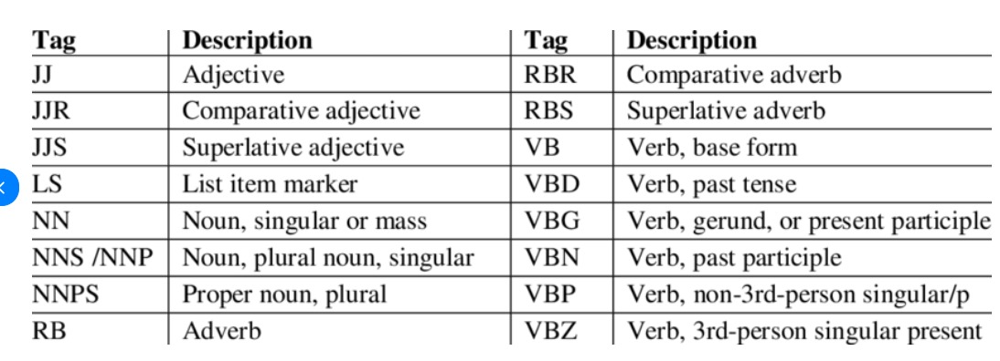 Tag Description Tag Description
JJ Adjective RBR Comparative adverb
JJR Comparative adjective RBS Superlative adverb
JJS Superlative adjective VB Verb, base form
LS List item marker VBD Verb, past tense
NN Noun, singular or mass VBG Verb, gerund, or present participle
NNS /NNP Noun, plural noun, singular VBN Verb, past participle
NNPS Proper noun, plural VBP Verb, non-3rd-person singular/p
RB Adverb VBZ Verb, 3rd-person singular present